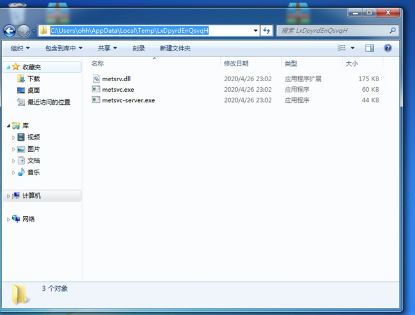 C:\Users\ohh\AppData\Local\Temp\LxDpyrdEnQsvqH
搜索 LxDpyrdEnQsvqH
组织 包含到库中 共享 刻录 新建文件夹
名称 修改日期 类型 大小
收藏夹
下载
桌面
最近访问的位置
库
视频
图片
文档
音乐
计算机
网络
metsrv.dll 2020/4/26 23:02 应用程序扩展 175 KB
metsvc.exe 2020/4/26 23:02 应用程序 60 KB
metsvc-server.exe 2020/4/26 23:02 应用程序 44 KB
3 个对象